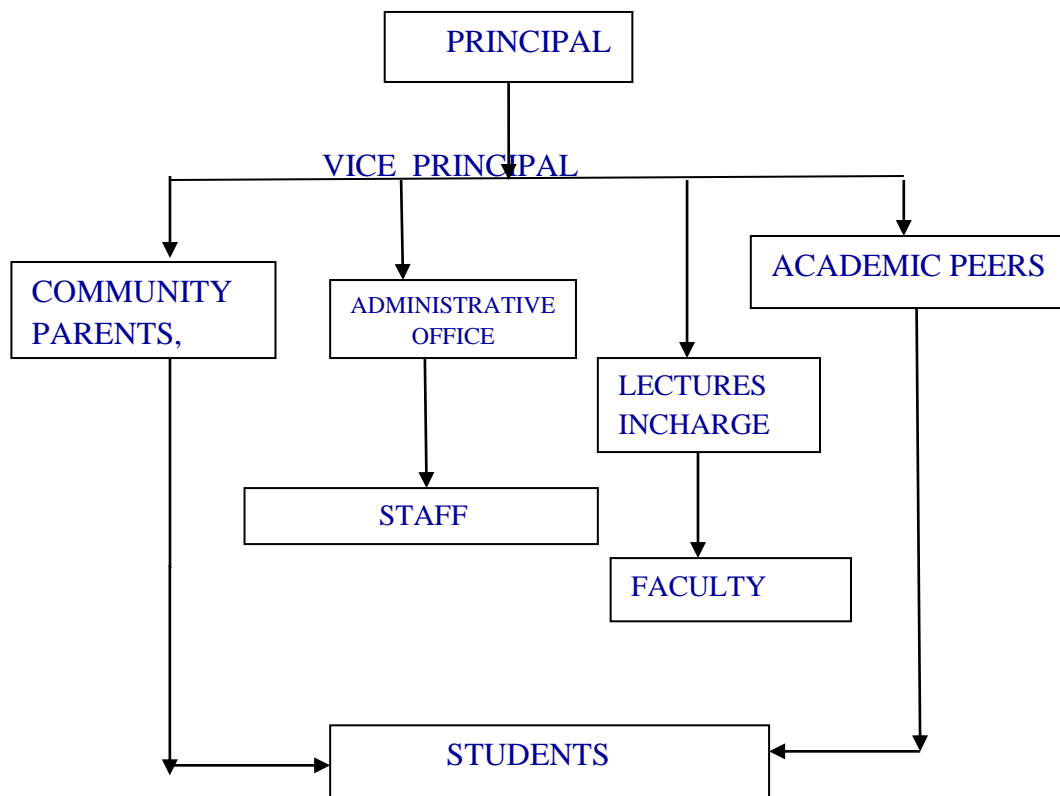 PRINCIPAL
VICE PRINCIPAL
ACADEMIC PEERS
COMMUNITY
PARENTS,
ADMINISTRATIVE
OFFICE
LECTURES
INCHARGE
STAFF
FACULTY
STUDENTS